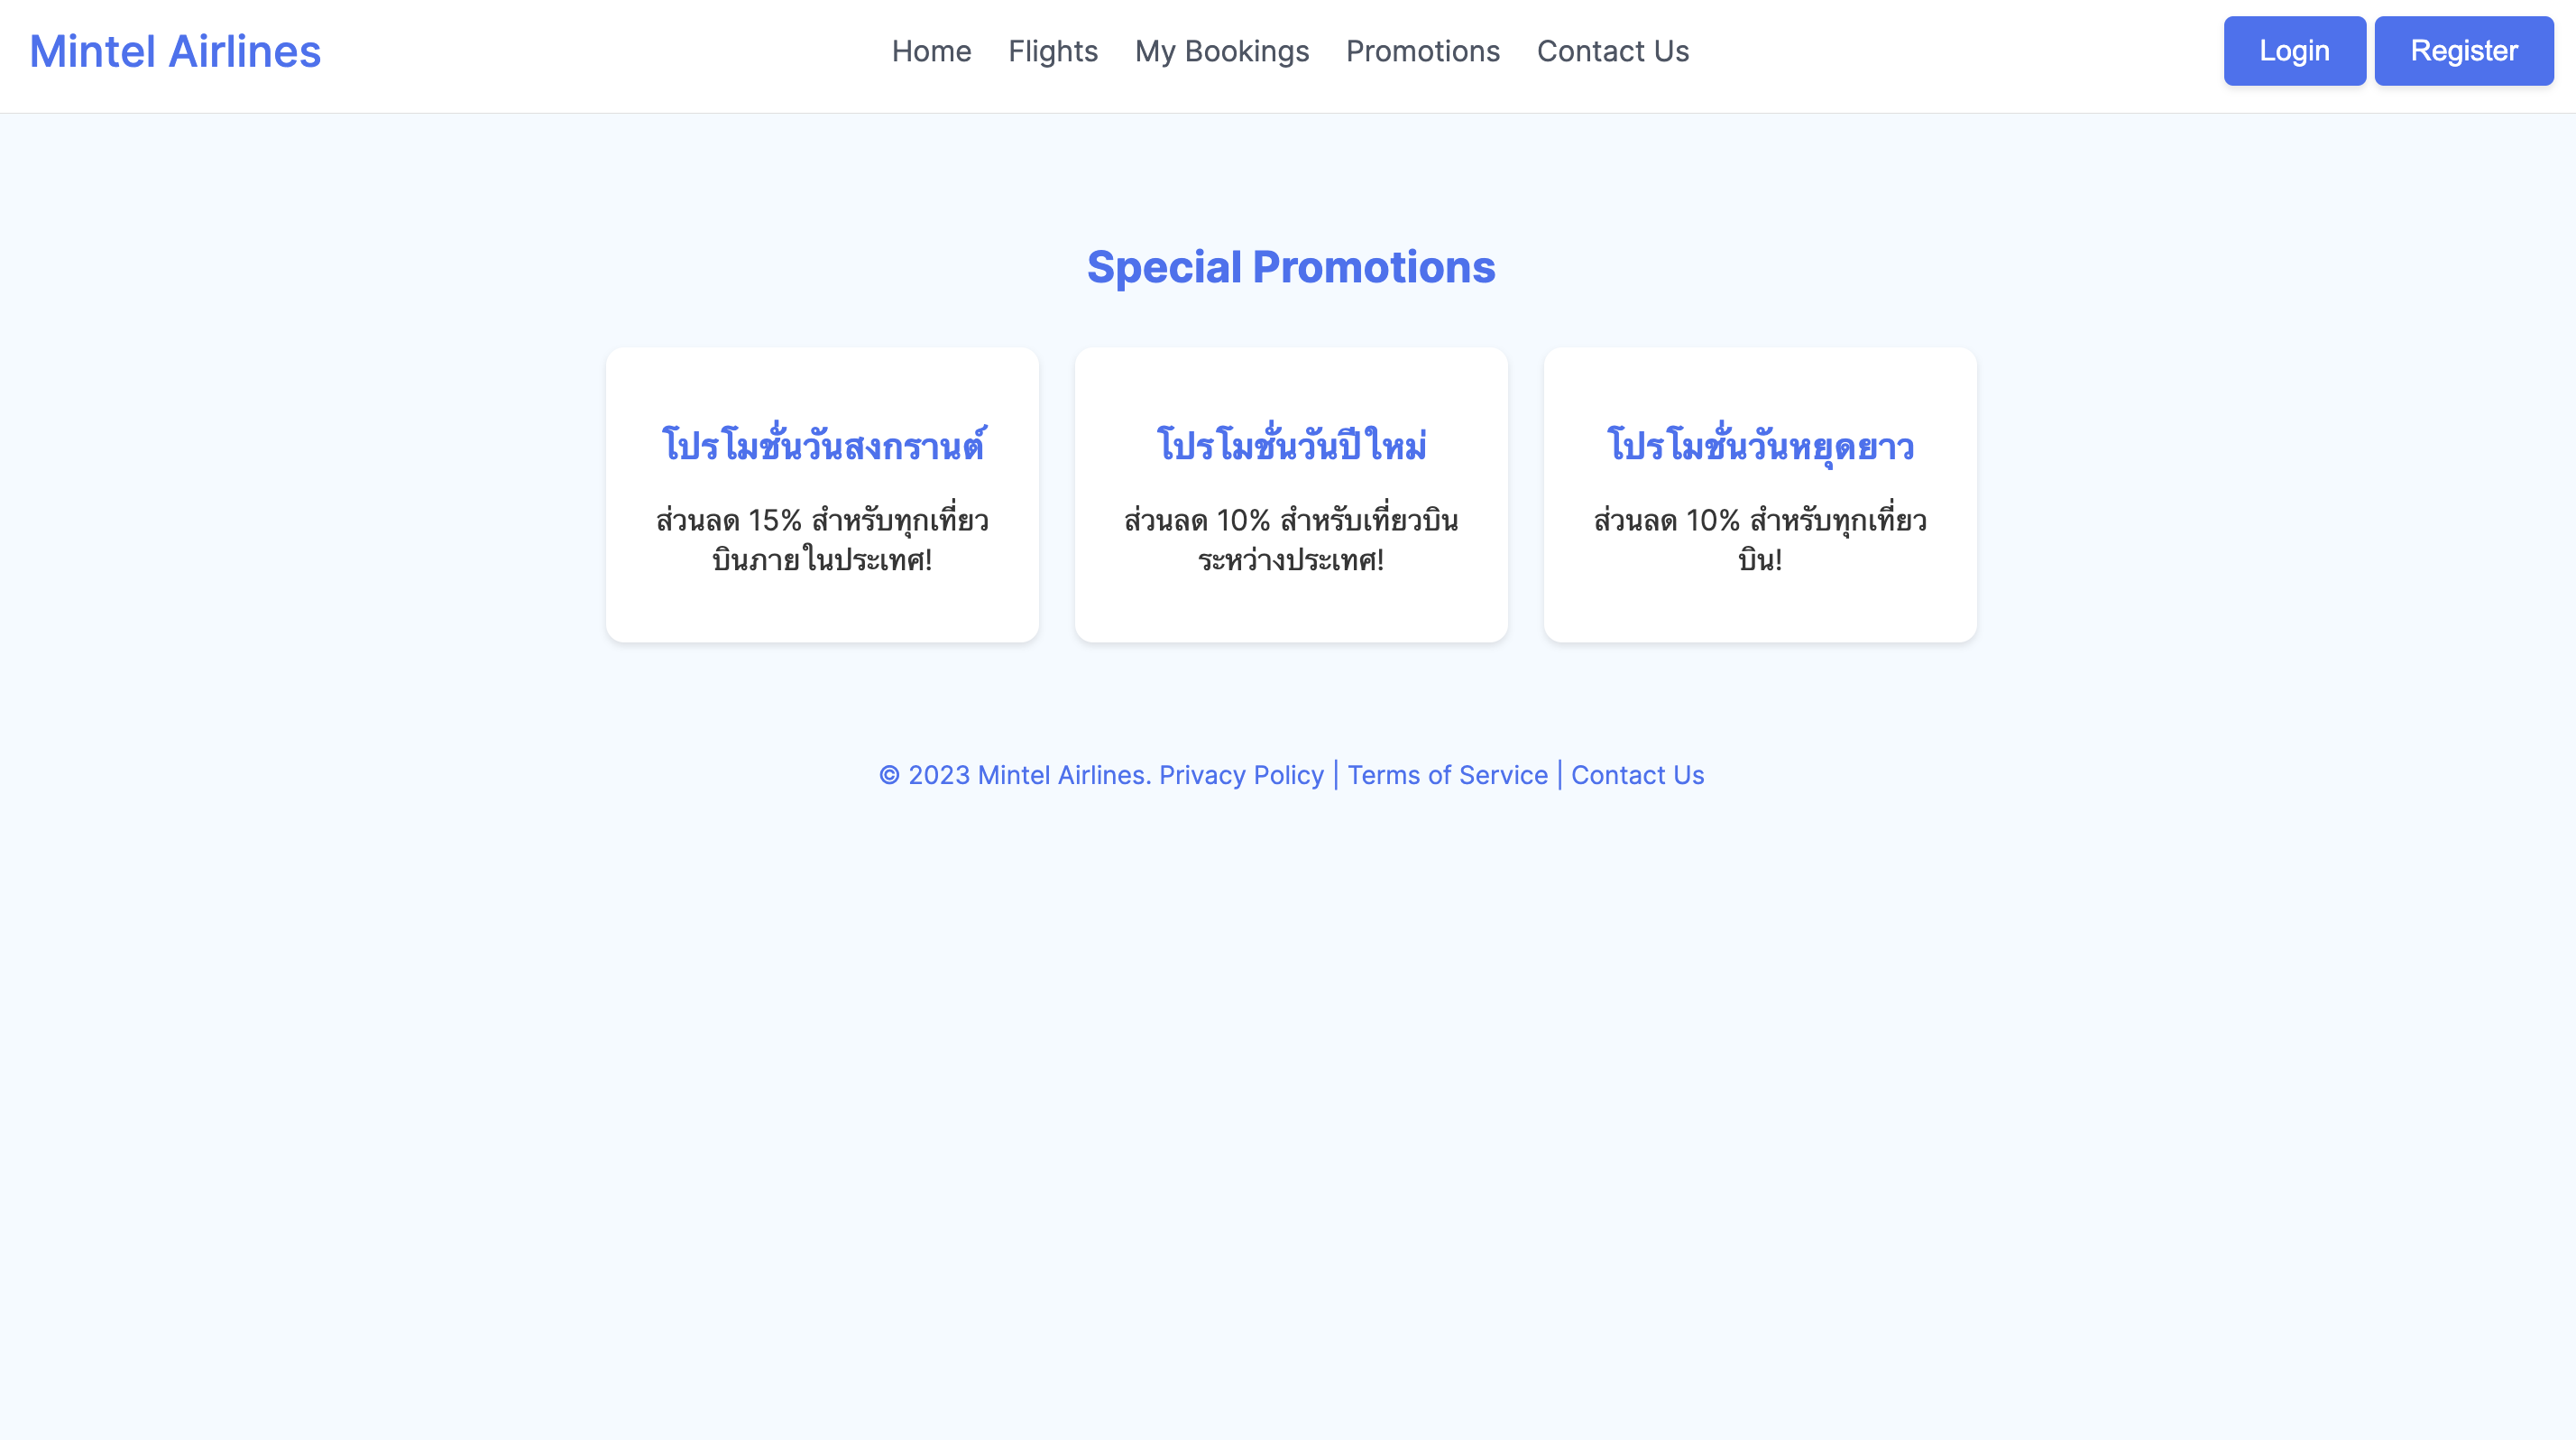 Mintel Airlines
Home Flights My Bookings Promotions Contact Us
Login Register
Special Promotions
โปรโมชั่นวันสงกรานต์
ส่วนลด 15% สำหรับทุกเที่ยว
บินภายในประเทศ!
โปรโมชั่นวันปีใหม่
ส่วนลด 10% สำหรับเที่ยวบิน
ระหว่างประเทศ!
โปรโมชั่นวันหยุดยาว
ส่วนลด 10% สำหรับทุกเที่ยว
บิน!
© 2023 Mintel Airlines. Privacy Policy | Terms of Service | Contact Us